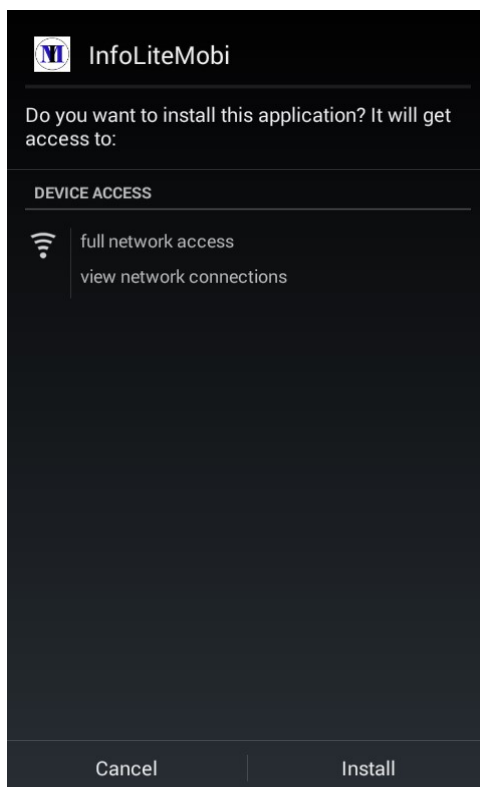 InfoLiteMobi
Do you want to install this application? It will get
access to:
DEVICE ACCESS
full network access
view network connections
Cancel
Install